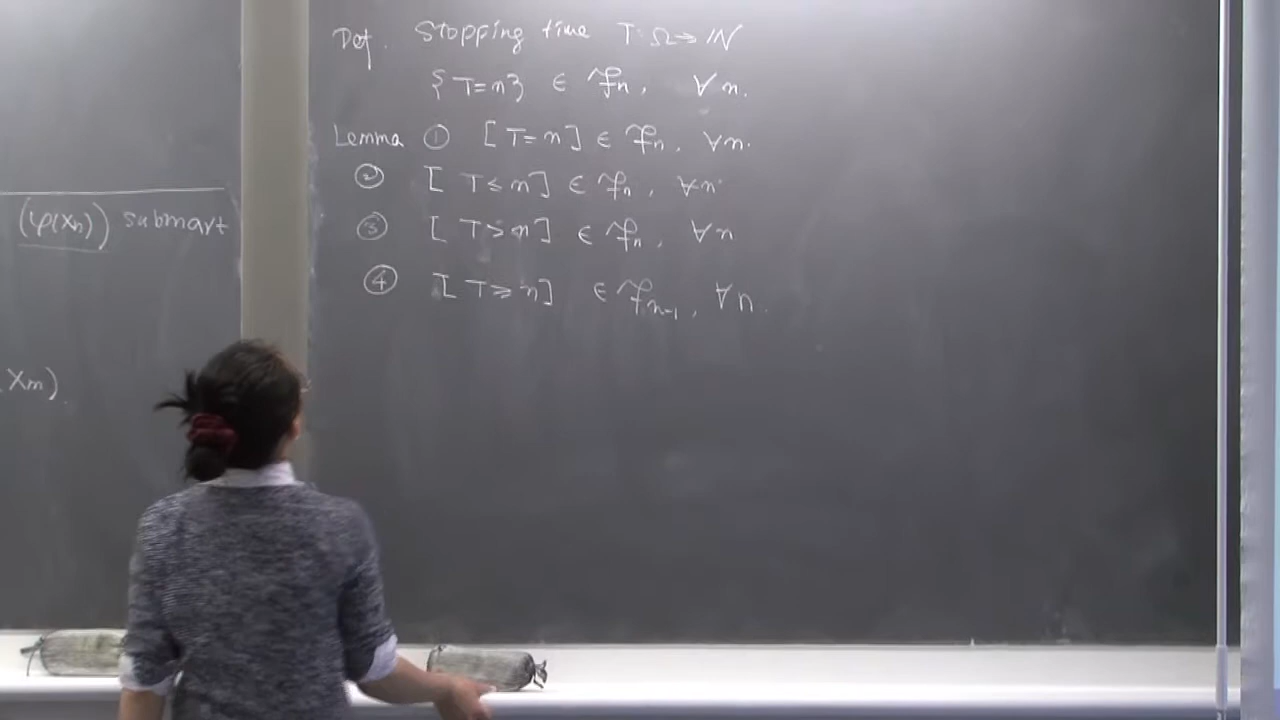 (φ(Xn)) submart
Xm).
Def. Stopping time T: Ω → ℕ
{T=n} ∈ ℱn, ∀n.
Lemma ① [T=n] ∈ ℱn, ∀n.
② [T≤n] ∈ ℱn, ∀n
③ [T>n] ∈ ℱn, ∀n
④ [T≥n] ∈ ℱn-1, ∀n.